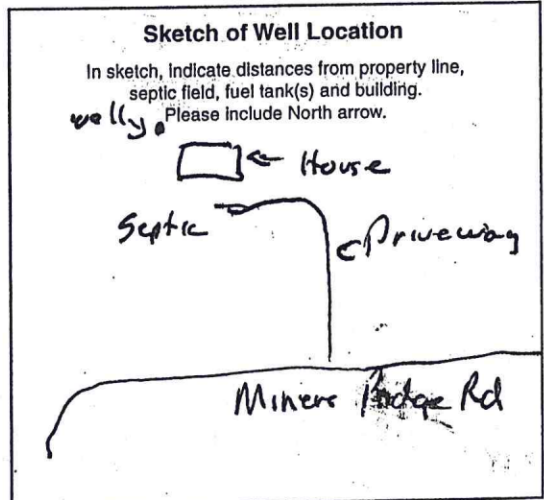 Sketch of Well Location
In sketch, indicate distances from property line,
septic field, fuel tank(s) and building.
Please include North arrow.
well
House
Septic
Driveway
Miners Rd